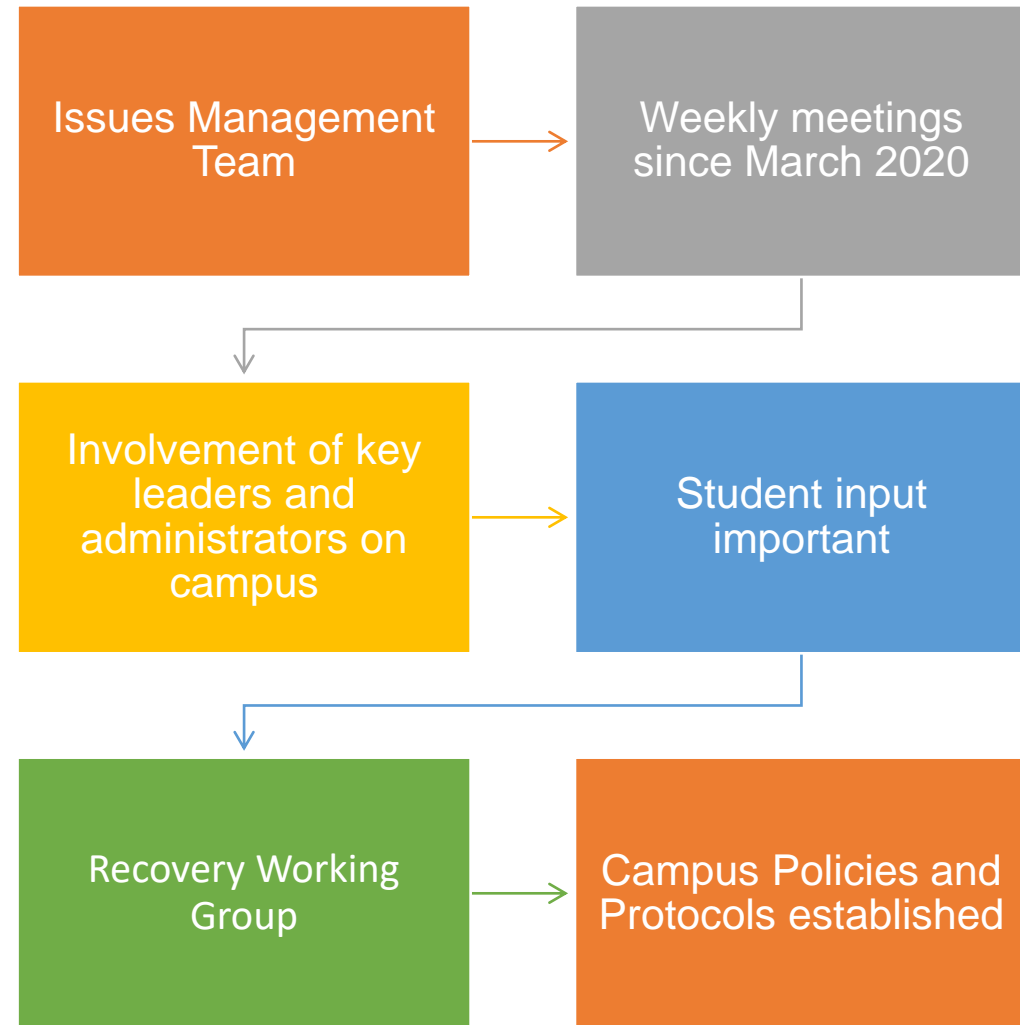 Issues Management
Team
Weekly meetings
since March 2020
Involvement of key
leaders and
administrators on
campus
Student input
important
Recovery Working
Group
Campus Policies and
Protocols established